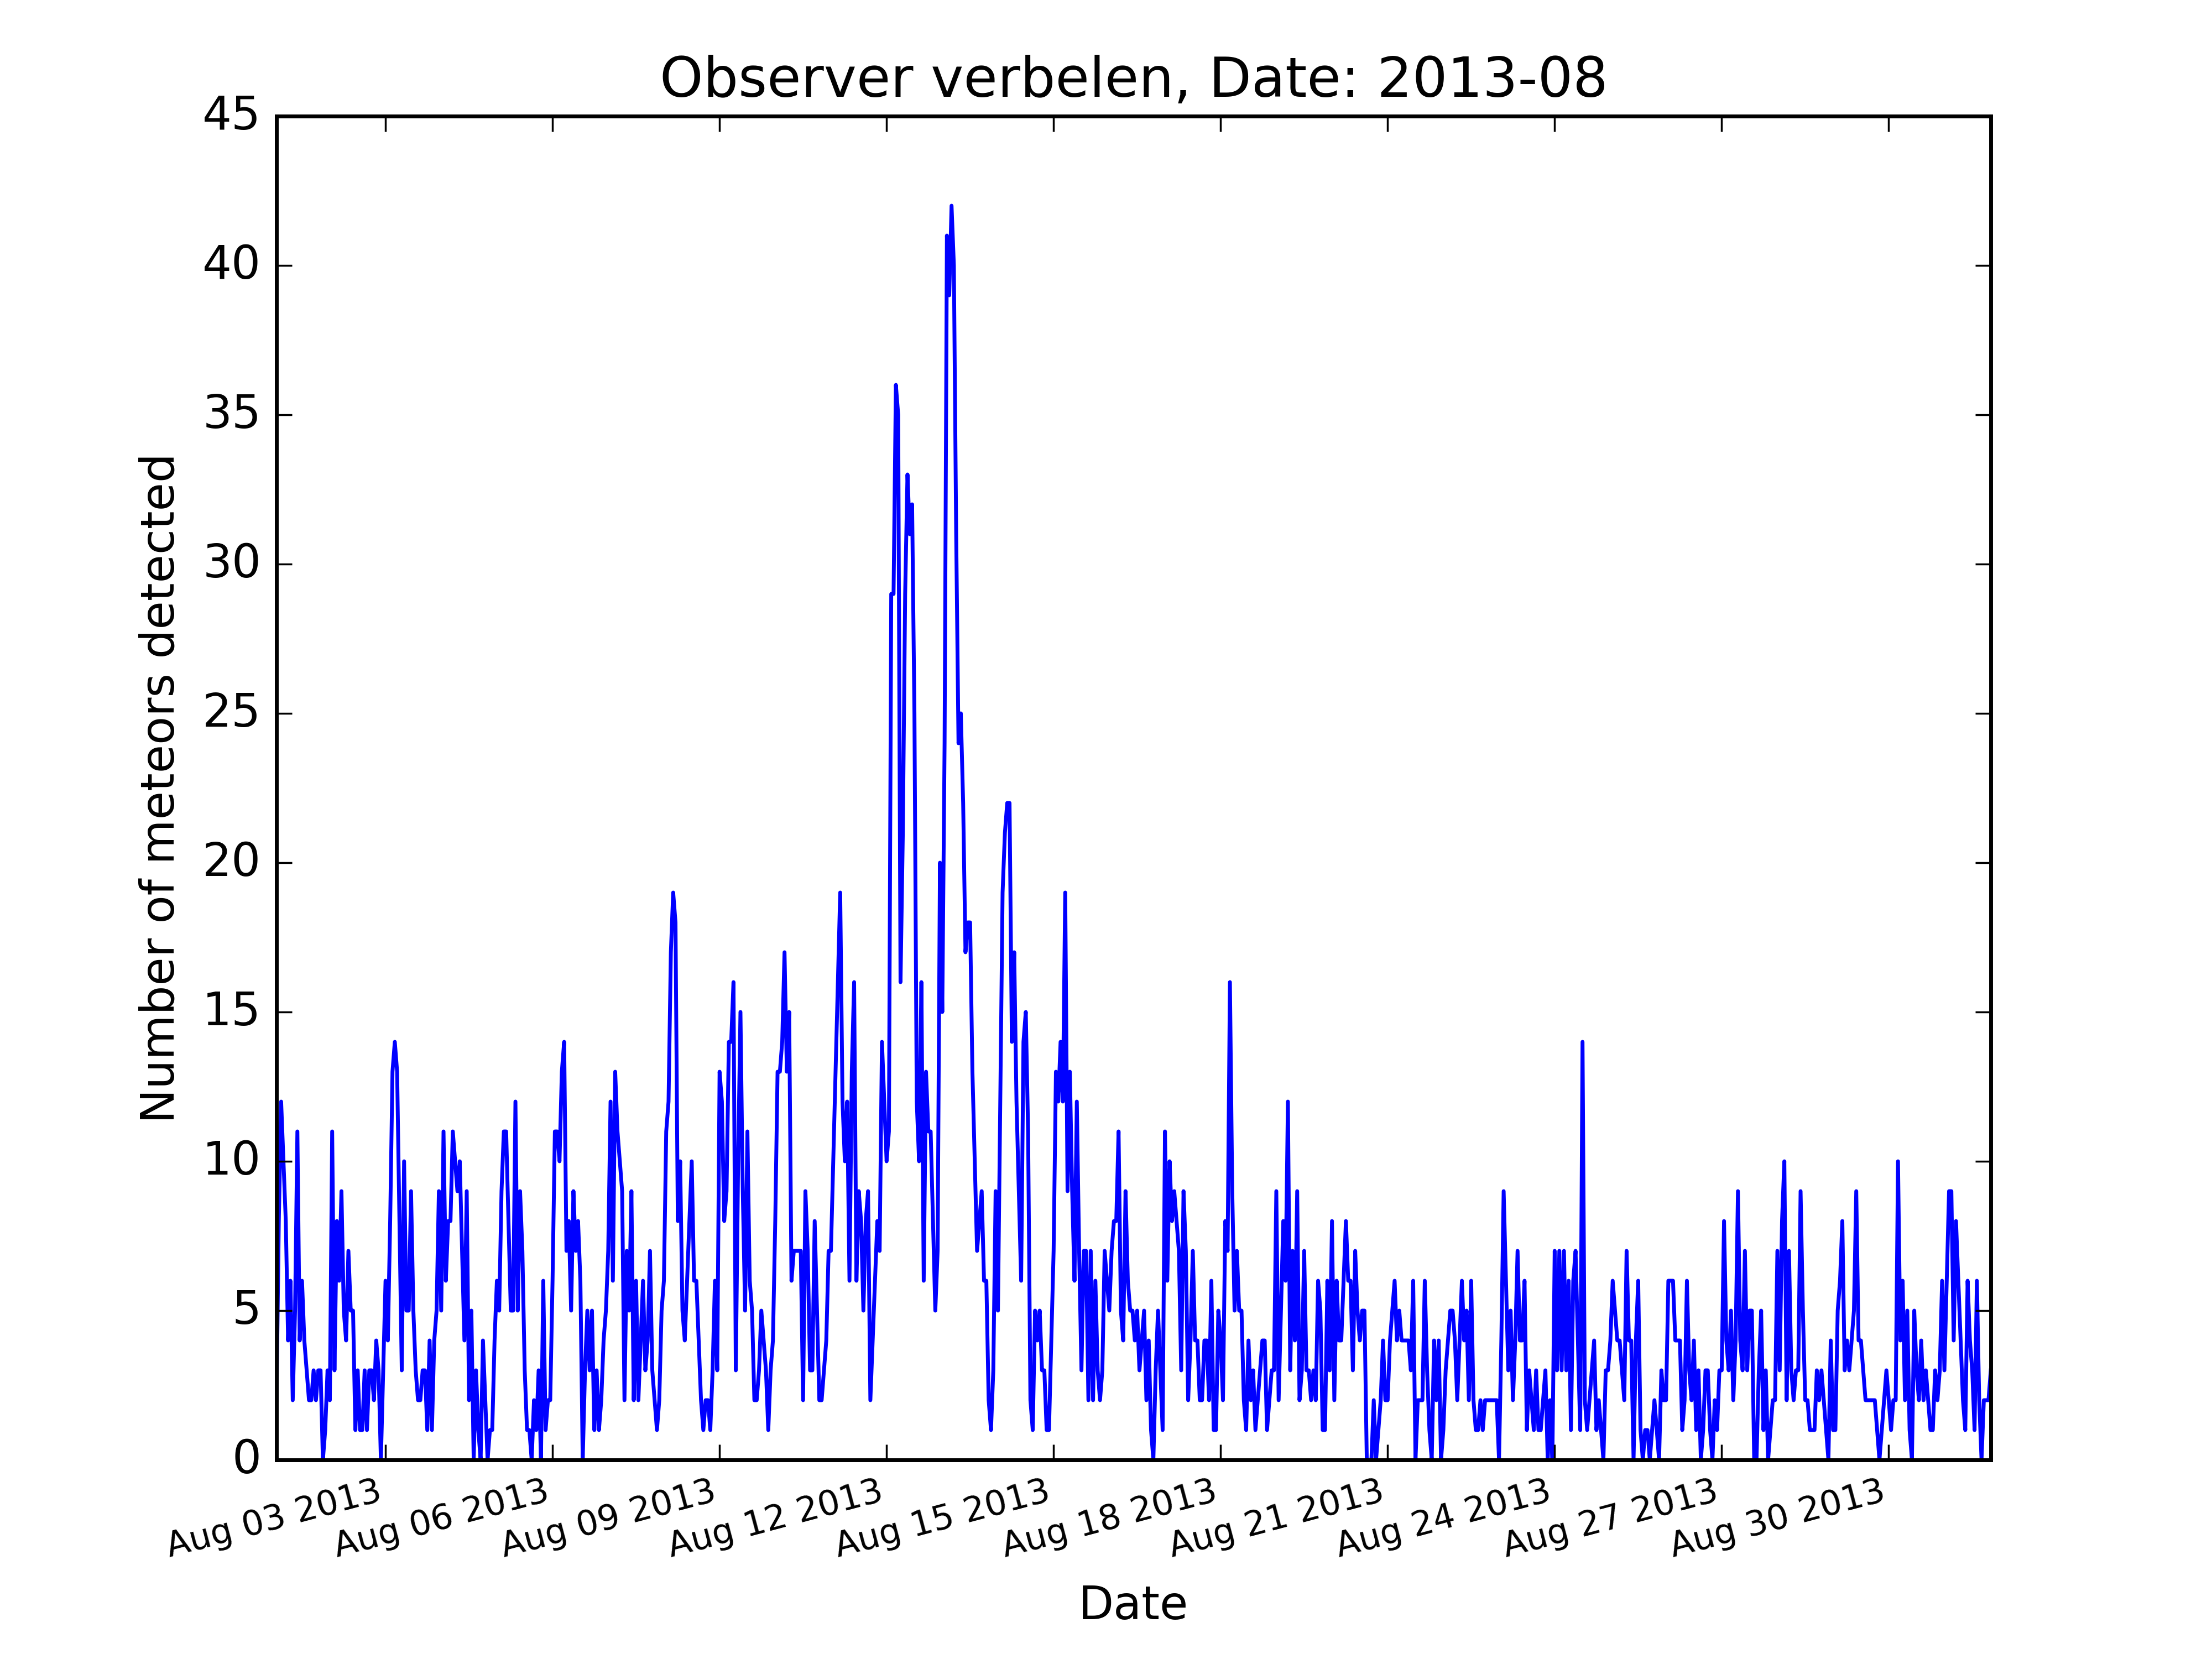 Observer verbelen, Date: 2013-08
45
40
35
30
25
20
15
10
5
0
Number of meteors detected
Aug 03 2013
Aug 06 2013
Aug 09 2013
Aug 12 2013
Aug 15 2013
Aug 18 2013
Aug 21 2013
Aug 24 2013
Aug 27 2013
Aug 30 2013
Date